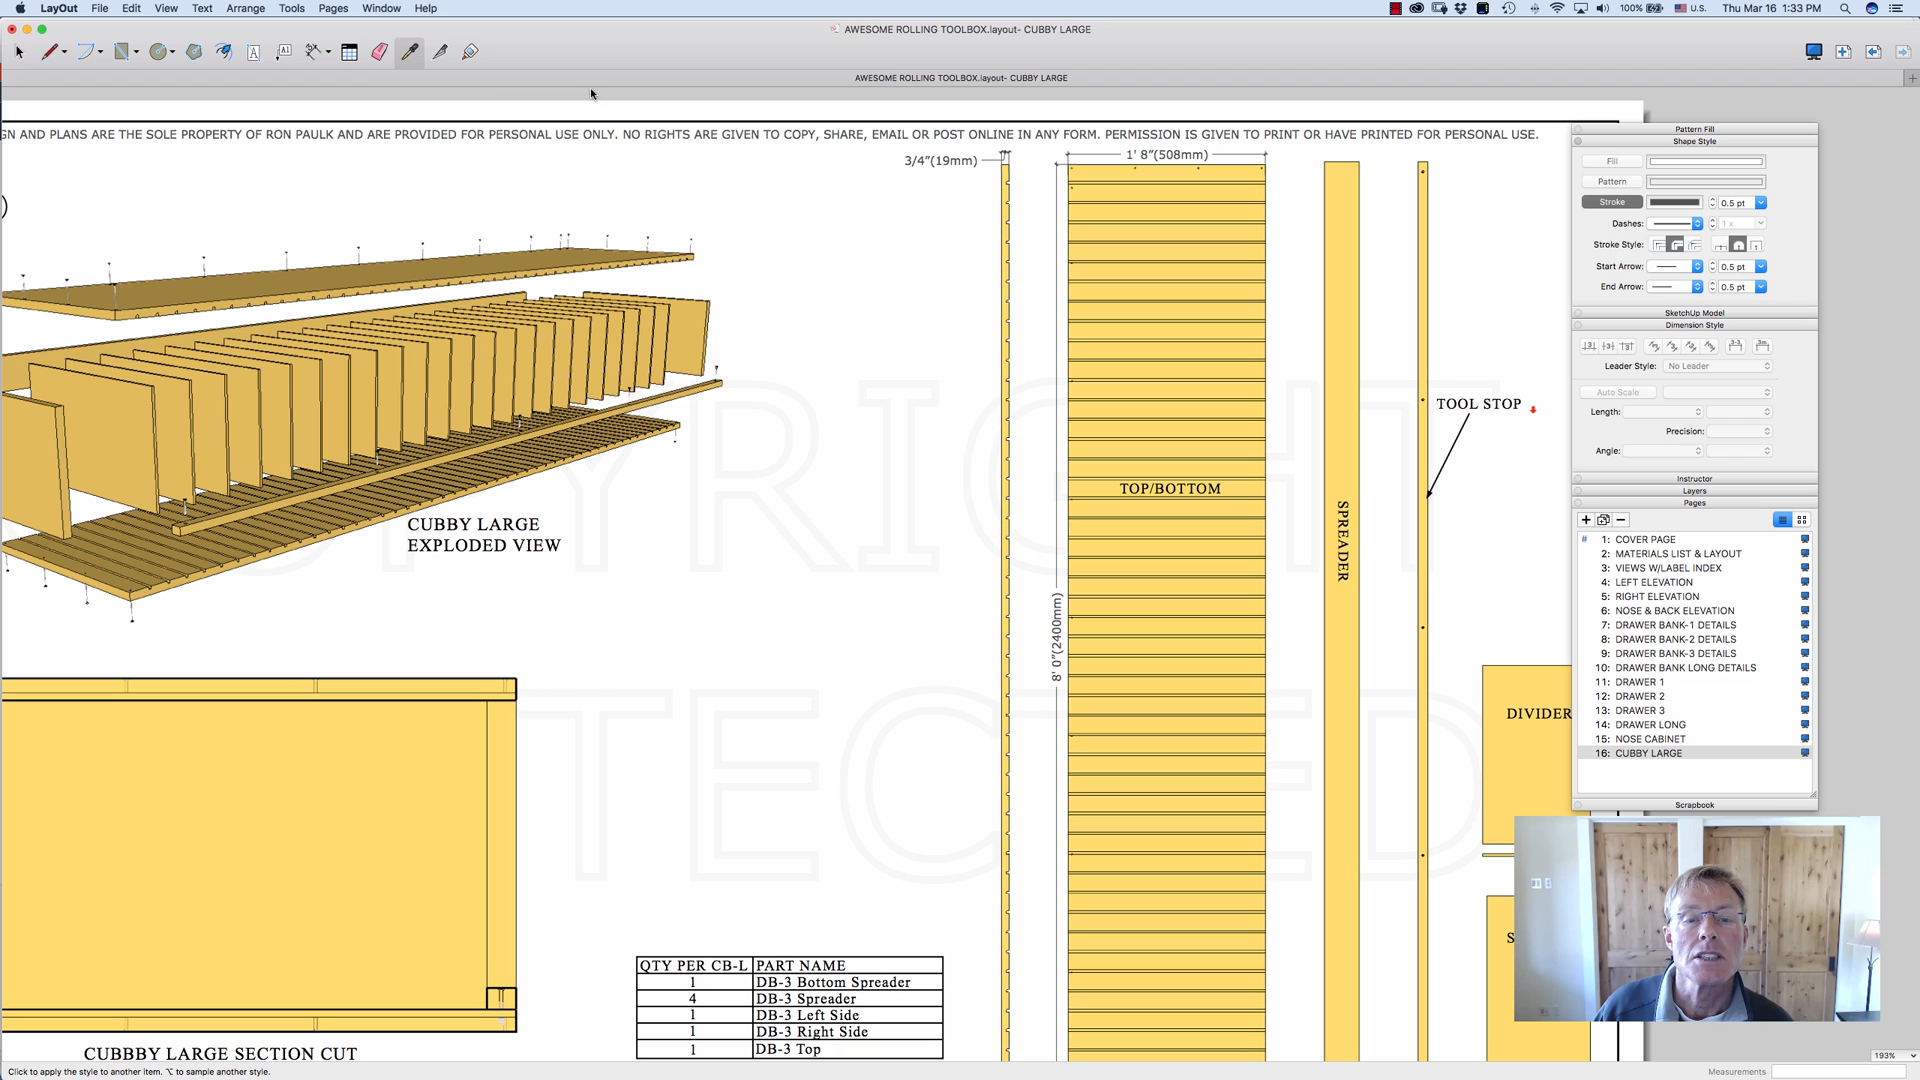 LayOut File Edit View Text Arrange Tools Pages Window Help
100% U.S. Thu Mar 16 1:33 PM
AWESOME ROLLING TOOLBOX.layout- CUBBY LARGE
AWESOME ROLLING TOOLBOX.layout- CUBBY LARGE
GN AND PLANS ARE THE SOLE PROPERTY OF RON PAULK AND ARE PROVIDED FOR PERSONAL USE ONLY. NO RIGHTS ARE GIVEN TO COPY, SHARE, EMAIL OR POST ONLINE IN ANY FORM. PERMISSION IS GIVEN TO PRINT OR HAVE PRINTED FOR PERSONAL USE.
3/4"(19mm)
1' 8"(508mm)
8' 0"(2400mm)
YRIGHT
TECTED
CUBBY LARGE
EXPLODED VIEW
TOP/BOTTOM
SPREADER
TOOL STOP
DIVIDER
S
QTY PER CB-L PART NAME
1 DB-3 Bottom Spreader
4 DB-3 Spreader
1 DB-3 Left Side
1 DB-3 Right Side
1 DB-3 Top
CUBBBY LARGE SECTION CUT
Pattern Fill
Shape Style
Fill
Pattern
Stroke 0.5 pt
Dashes: 1 x
Stroke Style:
Start Arrow: 0.5 pt
End Arrow: 0.5 pt
SketchUp Model
Dimension Style
Leader Style: No Leader
Auto Scale
Length:
Precision:
Angle:
Instructor
Layers
Pages
# 1: COVER PAGE
2: MATERIALS LIST & LAYOUT
3: VIEWS W/LABEL INDEX
4: LEFT ELEVATION
5: RIGHT ELEVATION
6: NOSE & BACK ELEVATION
7: DRAWER BANK-1 DETAILS
8: DRAWER BANK-2 DETAILS
9: DRAWER BANK-3 DETAILS
10: DRAWER BANK LONG DETAILS
11: DRAWER 1
12: DRAWER 2
13: DRAWER 3
14: DRAWER LONG
15: NOSE CABINET
16: CUBBY LARGE
Scrapbook
193%
Click to apply the style to another item. ⌥ to sample another style.
Measurements